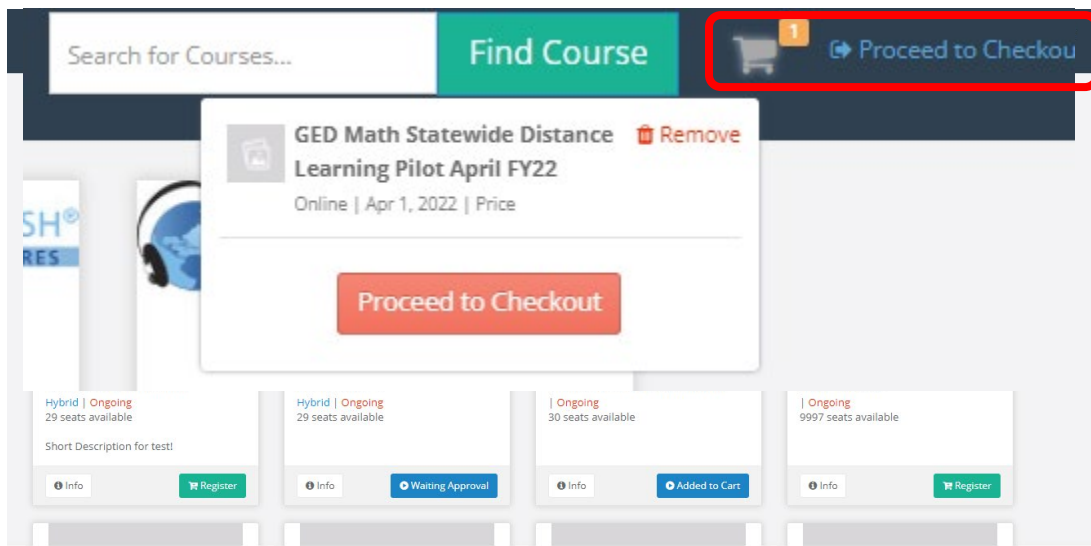 Search for Courses...
Find Course
1
Proceed to Checkou
GED Math Statewide Distance
Learning Pilot April FY22
Remove
Online | Apr 1, 2022 | Price
SH®
RES
Proceed to Checkout
Hybrid | Ongoing
29 seats available
Short Description for test!
Info
Register
Hybrid | Ongoing
29 seats available
Info
Waiting Approval
| Ongoing
30 seats available
Info
Added to Cart
| Ongoing
9997 seats available
Info
Register